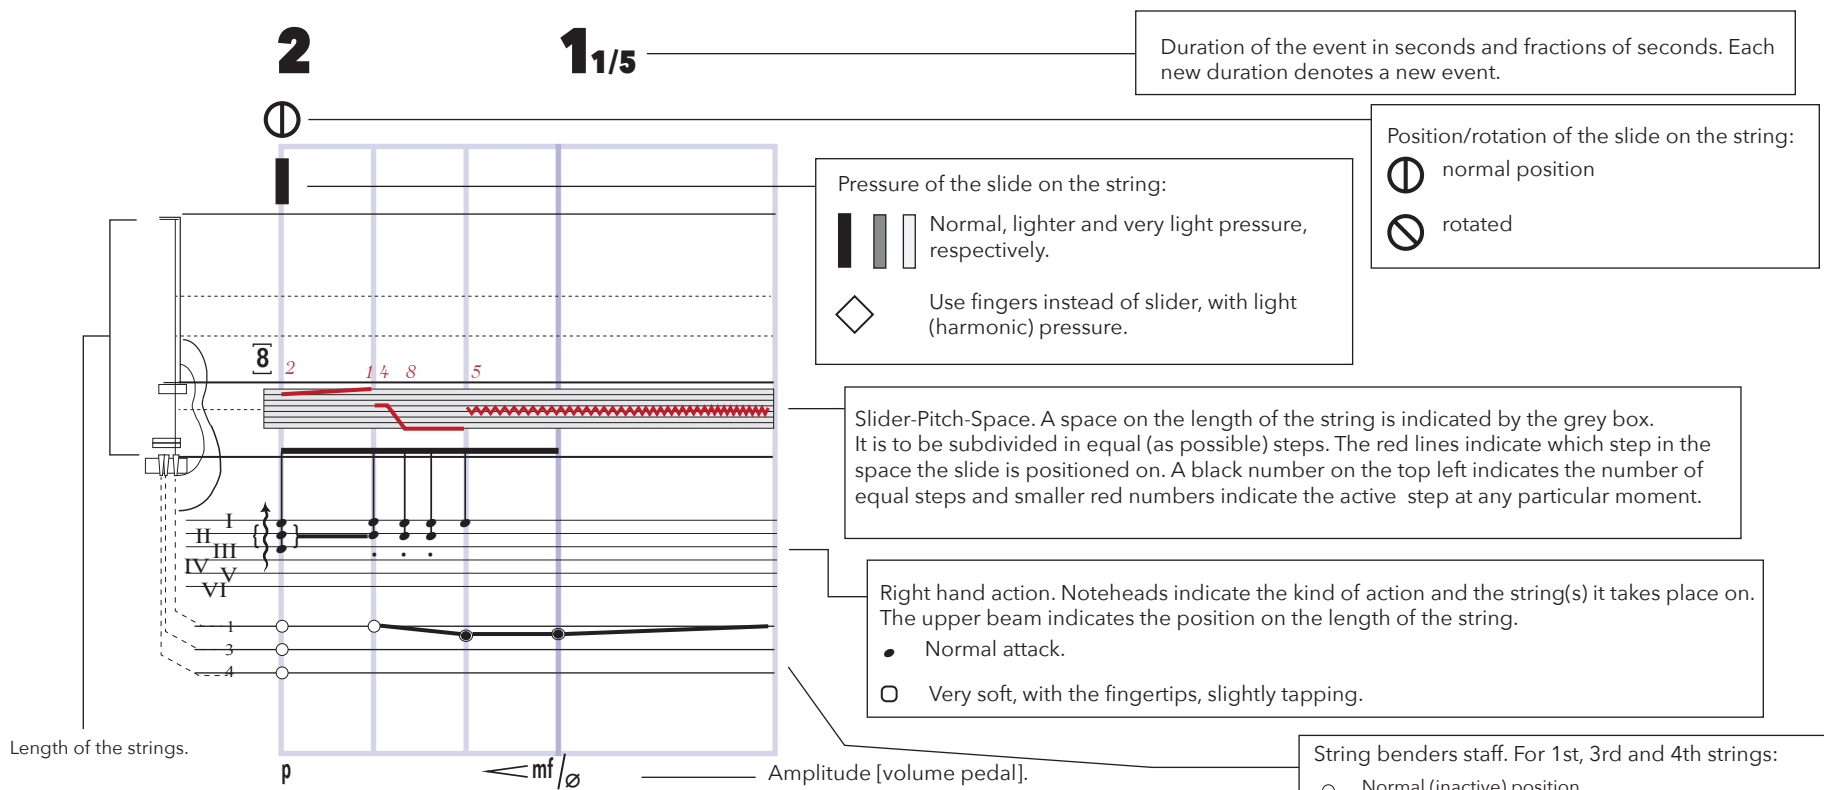 2
1 1/5
Duration of the event in seconds and fractions of seconds. Each
new duration denotes a new event.
Position/rotation of the slide on the string:
normal position
rotated
Pressure of the slide on the string:
Normal, lighter and very light pressure,
respectively.
Use fingers instead of slider, with light
(harmonic) pressure.
[8]
2 1 4 8 5
Slider-Pitch-Space. A space on the length of the string is indicated by the grey box.
It is to be subdivided in equal (as possible) steps. The red lines indicate which step in the
space the slide is positioned on. A black number on the top left indicates the number of
equal steps and smaller red numbers indicate the active step at any particular moment.
I
II
III
IV
V
VI
Right hand action. Noteheads indicate the kind of action and the string(s) it takes place on.
The upper beam indicates the position on the length of the string.
Normal attack.
Very soft, with the fingertips, slightly tapping.
1
3
4
Length of the strings.
p
mf/ø
Amplitude [volume pedal].
String benders staff. For 1st, 3rd and 4th strings:
Normal (inactive) position